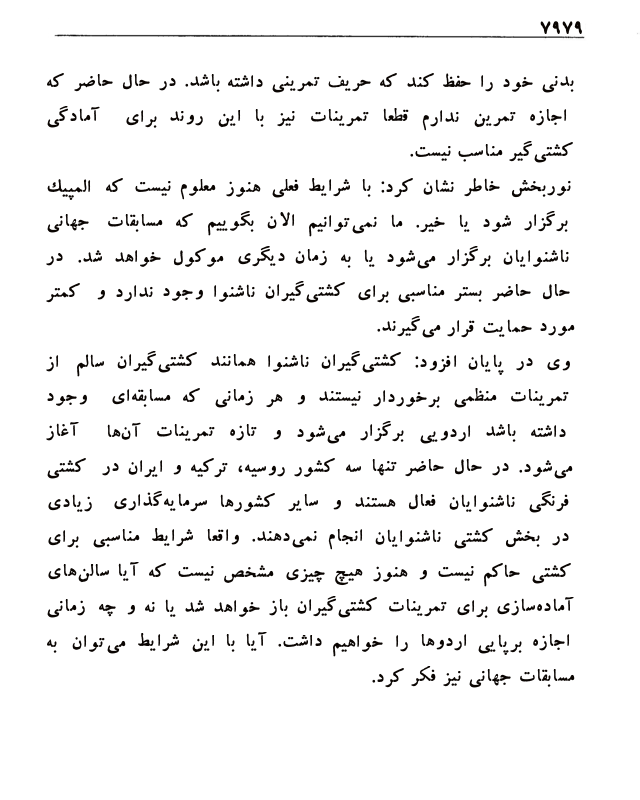 ۷۹۷۹
بدنی خود را حفظ کند که حریف تمرینی داشته باشد. در حال حاضر که
اجازه تمرین ندارم قطعا تمرینات نیز با این روند برای آمادگی
کشتی‌گیر مناسب نیست.
نوربخش خاطر نشان کرد: با شرایط فعلی هنوز معلوم نیست که المپیك
برگزار شود یا خیر. ما نمی‌توانیم الان بگوییم که مسابقات جهانی
ناشنوایان برگزار می‌شود یا به زمان دیگری موکول خواهد شد. در
حال حاضر بستر مناسبی برای کشتی‌گیران ناشنوا وجود ندارد و کمتر
مورد حمایت قرار می‌گیرند.
وی در پایان افزود: کشتی‌گیران ناشنوا همانند کشتی‌گیران سالم از
تمرینات منظمی برخوردار نیستند و هر زمانی که مسابقه‌ای وجود
داشته باشد اردویی برگزار می‌شود و تازه تمرینات آن‌ها آغاز
می‌شود. در حال حاضر تنها سه کشور روسیه، ترکیه و ایران در کشتی
فرنگی ناشنوایان فعال هستند و سایر کشورها سرمایه‌گذاری زیادی
در بخش کشتی ناشنوایان انجام نمی‌دهند. واقعا شرایط مناسبی برای
کشتی حاکم نیست و هنوز هیچ چیزی مشخص نیست که آیا سالن‌های
آماده‌سازی برای تمرینات کشتی‌گیران باز خواهد شد یا نه و چه زمانی
اجازه برپایی اردوها را خواهیم داشت. آیا با این شرایط می‌توان به
مسابقات جهانی نیز فکر کرد.